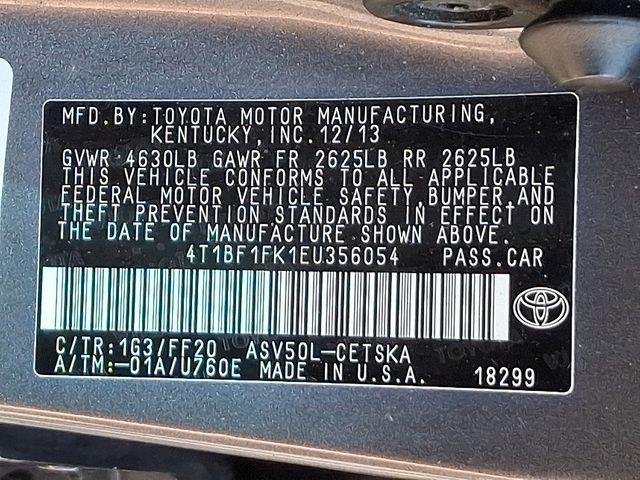 MFD.BY:TOYOTA MOTOR MANUFACTURING,
KENTUCKY,INC.12/13
GVWR 4630LB GAWR FR 2625LB RR 2625LB
THIS VEHICLE CONFORMS TO ALL APPLICABLE
FEDERAL MOTOR VEHICLE SAFETY,BUMPER,AND
THEFT PREVENTION STANDARDS IN EFFECT ON
THE DATE OF MANUFACTURE SHOWN ABOVE.
4T1BF1FK1EU356054 PASS.CAR
C/TR:1G3/FF20 ASV50L-CETSKA
A/TM:-01A/U760E MADE IN U.S.A. 18299